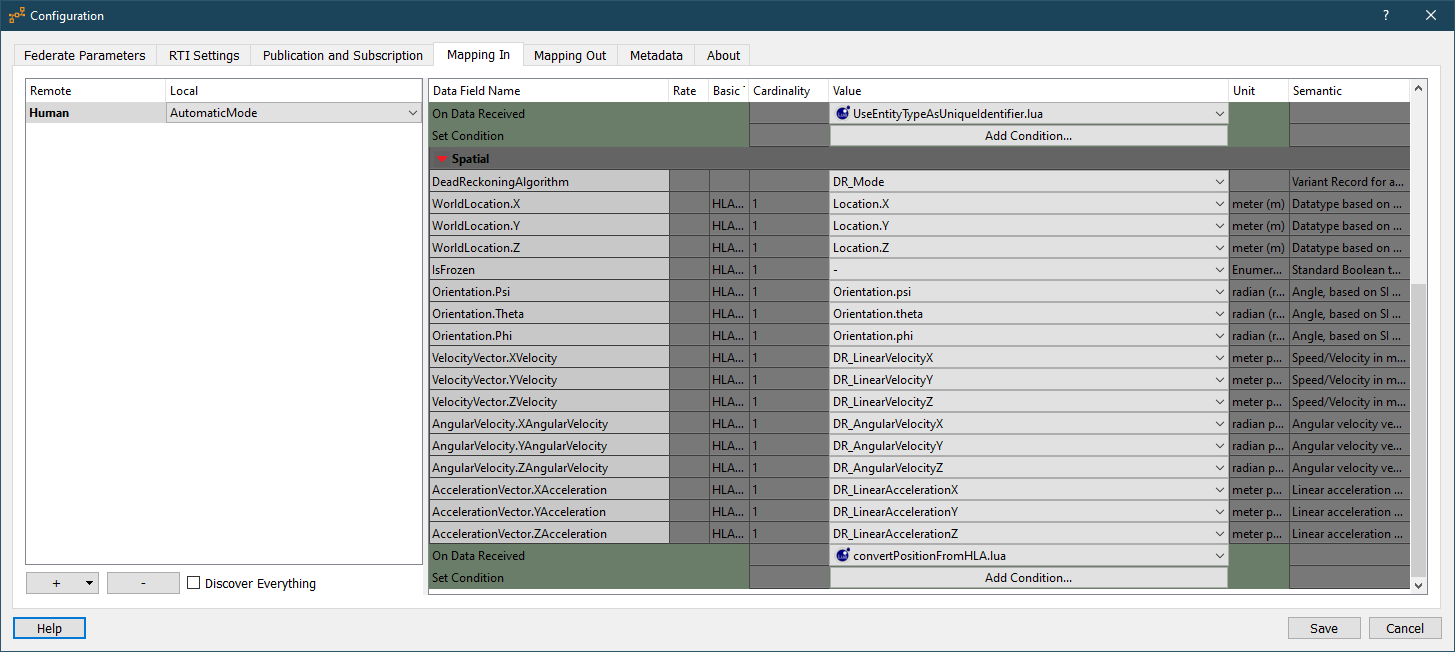 Configuration
? ×
Federate Parameters RTI Settings Publication and Subscription Mapping In Mapping Out Metadata About
Remote Local
Human AutomaticMode
+ -
Discover Everything
Data Field Name Rate Basic Cardinality Value Unit Semantic
On Data Received UseEntityTypeAsUniqueIdentifier.lua
Set Condition Add Condition...
Spatial
DeadReckoningAlgorithm DR_Mode Variant Record for a...
WorldLocation.X HLA... 1 Location.X meter (m) Datatype based on ...
WorldLocation.Y HLA... 1 Location.Y meter (m) Datatype based on ...
WorldLocation.Z HLA... 1 Location.Z meter (m) Datatype based on ...
IsFrozen HLA... 1 - Enumer... Standard Boolean t...
Orientation.Psi HLA... 1 Orientation.psi radian (r... Angle, based on SI ...
Orientation.Theta HLA... 1 Orientation.theta radian (r... Angle, based on SI ...
Orientation.Phi HLA... 1 Orientation.phi radian (r... Angle, based on SI ...
VelocityVector.XVelocity HLA... 1 DR_LinearVelocityX meter p... Speed/Velocity in m...
VelocityVector.YVelocity HLA... 1 DR_LinearVelocityY meter p... Speed/Velocity in m...
VelocityVector.ZVelocity HLA... 1 DR_LinearVelocityZ meter p... Speed/Velocity in m...
AngularVelocity.XAngularVelocity HLA... 1 DR_AngularVelocityX radian p... Angular velocity ve...
AngularVelocity.YAngularVelocity HLA... 1 DR_AngularVelocityY radian p... Angular velocity ve...
AngularVelocity.ZAngularVelocity HLA... 1 DR_AngularVelocityZ radian p... Angular velocity ve...
AccelerationVector.XAcceleration HLA... 1 DR_LinearAccelerationX meter p... Linear acceleration ...
AccelerationVector.YAcceleration HLA... 1 DR_LinearAccelerationY meter p... Linear acceleration ...
AccelerationVector.ZAcceleration HLA... 1 DR_LinearAccelerationZ meter p... Linear acceleration ...
On Data Received convertPositionFromHLA.lua
Set Condition Add Condition...
Help Save Cancel